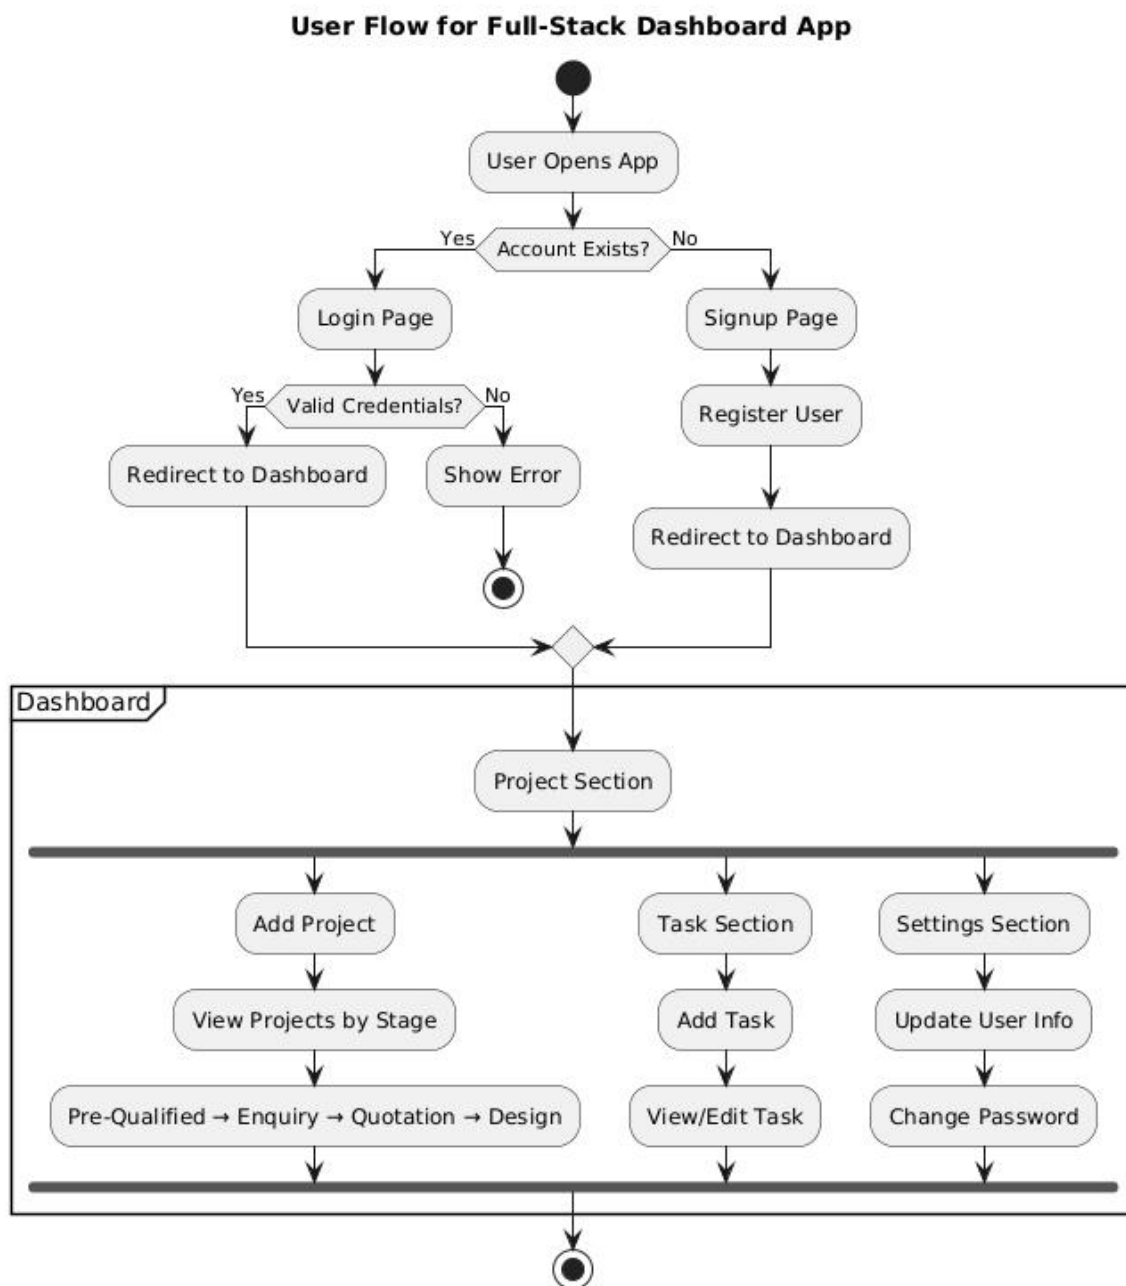 User Flow for Full-Stack Dashboard App
User Opens App
Account Exists?
Yes
No
Login Page
Signup Page
Valid Credentials?
Yes
No
Register User
Redirect to Dashboard
Show Error
Redirect to Dashboard
Dashboard
Project Section
Add Project
Task Section
Settings Section
View Projects by Stage
Add Task
Update User Info
Pre-Qualified → Enquiry → Quotation → Design
View/Edit Task
Change Password